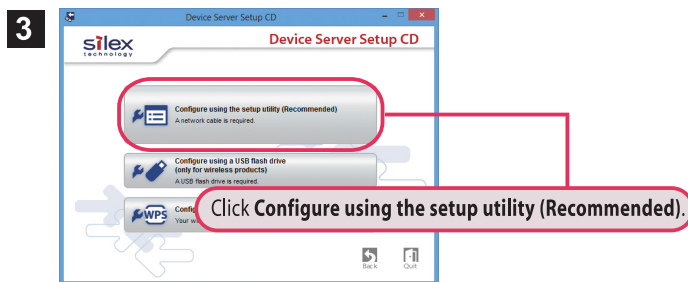 3
Device Server Setup CD
silex
technology
Device Server Setup CD
Configure using the setup utility (Recommended)
A network cable is required.
Configure using a USB flash drive
(only for wireless products)
A USB flash drive is required.
WPS
Click Configure using the setup utility (Recommended).
Back
Quit